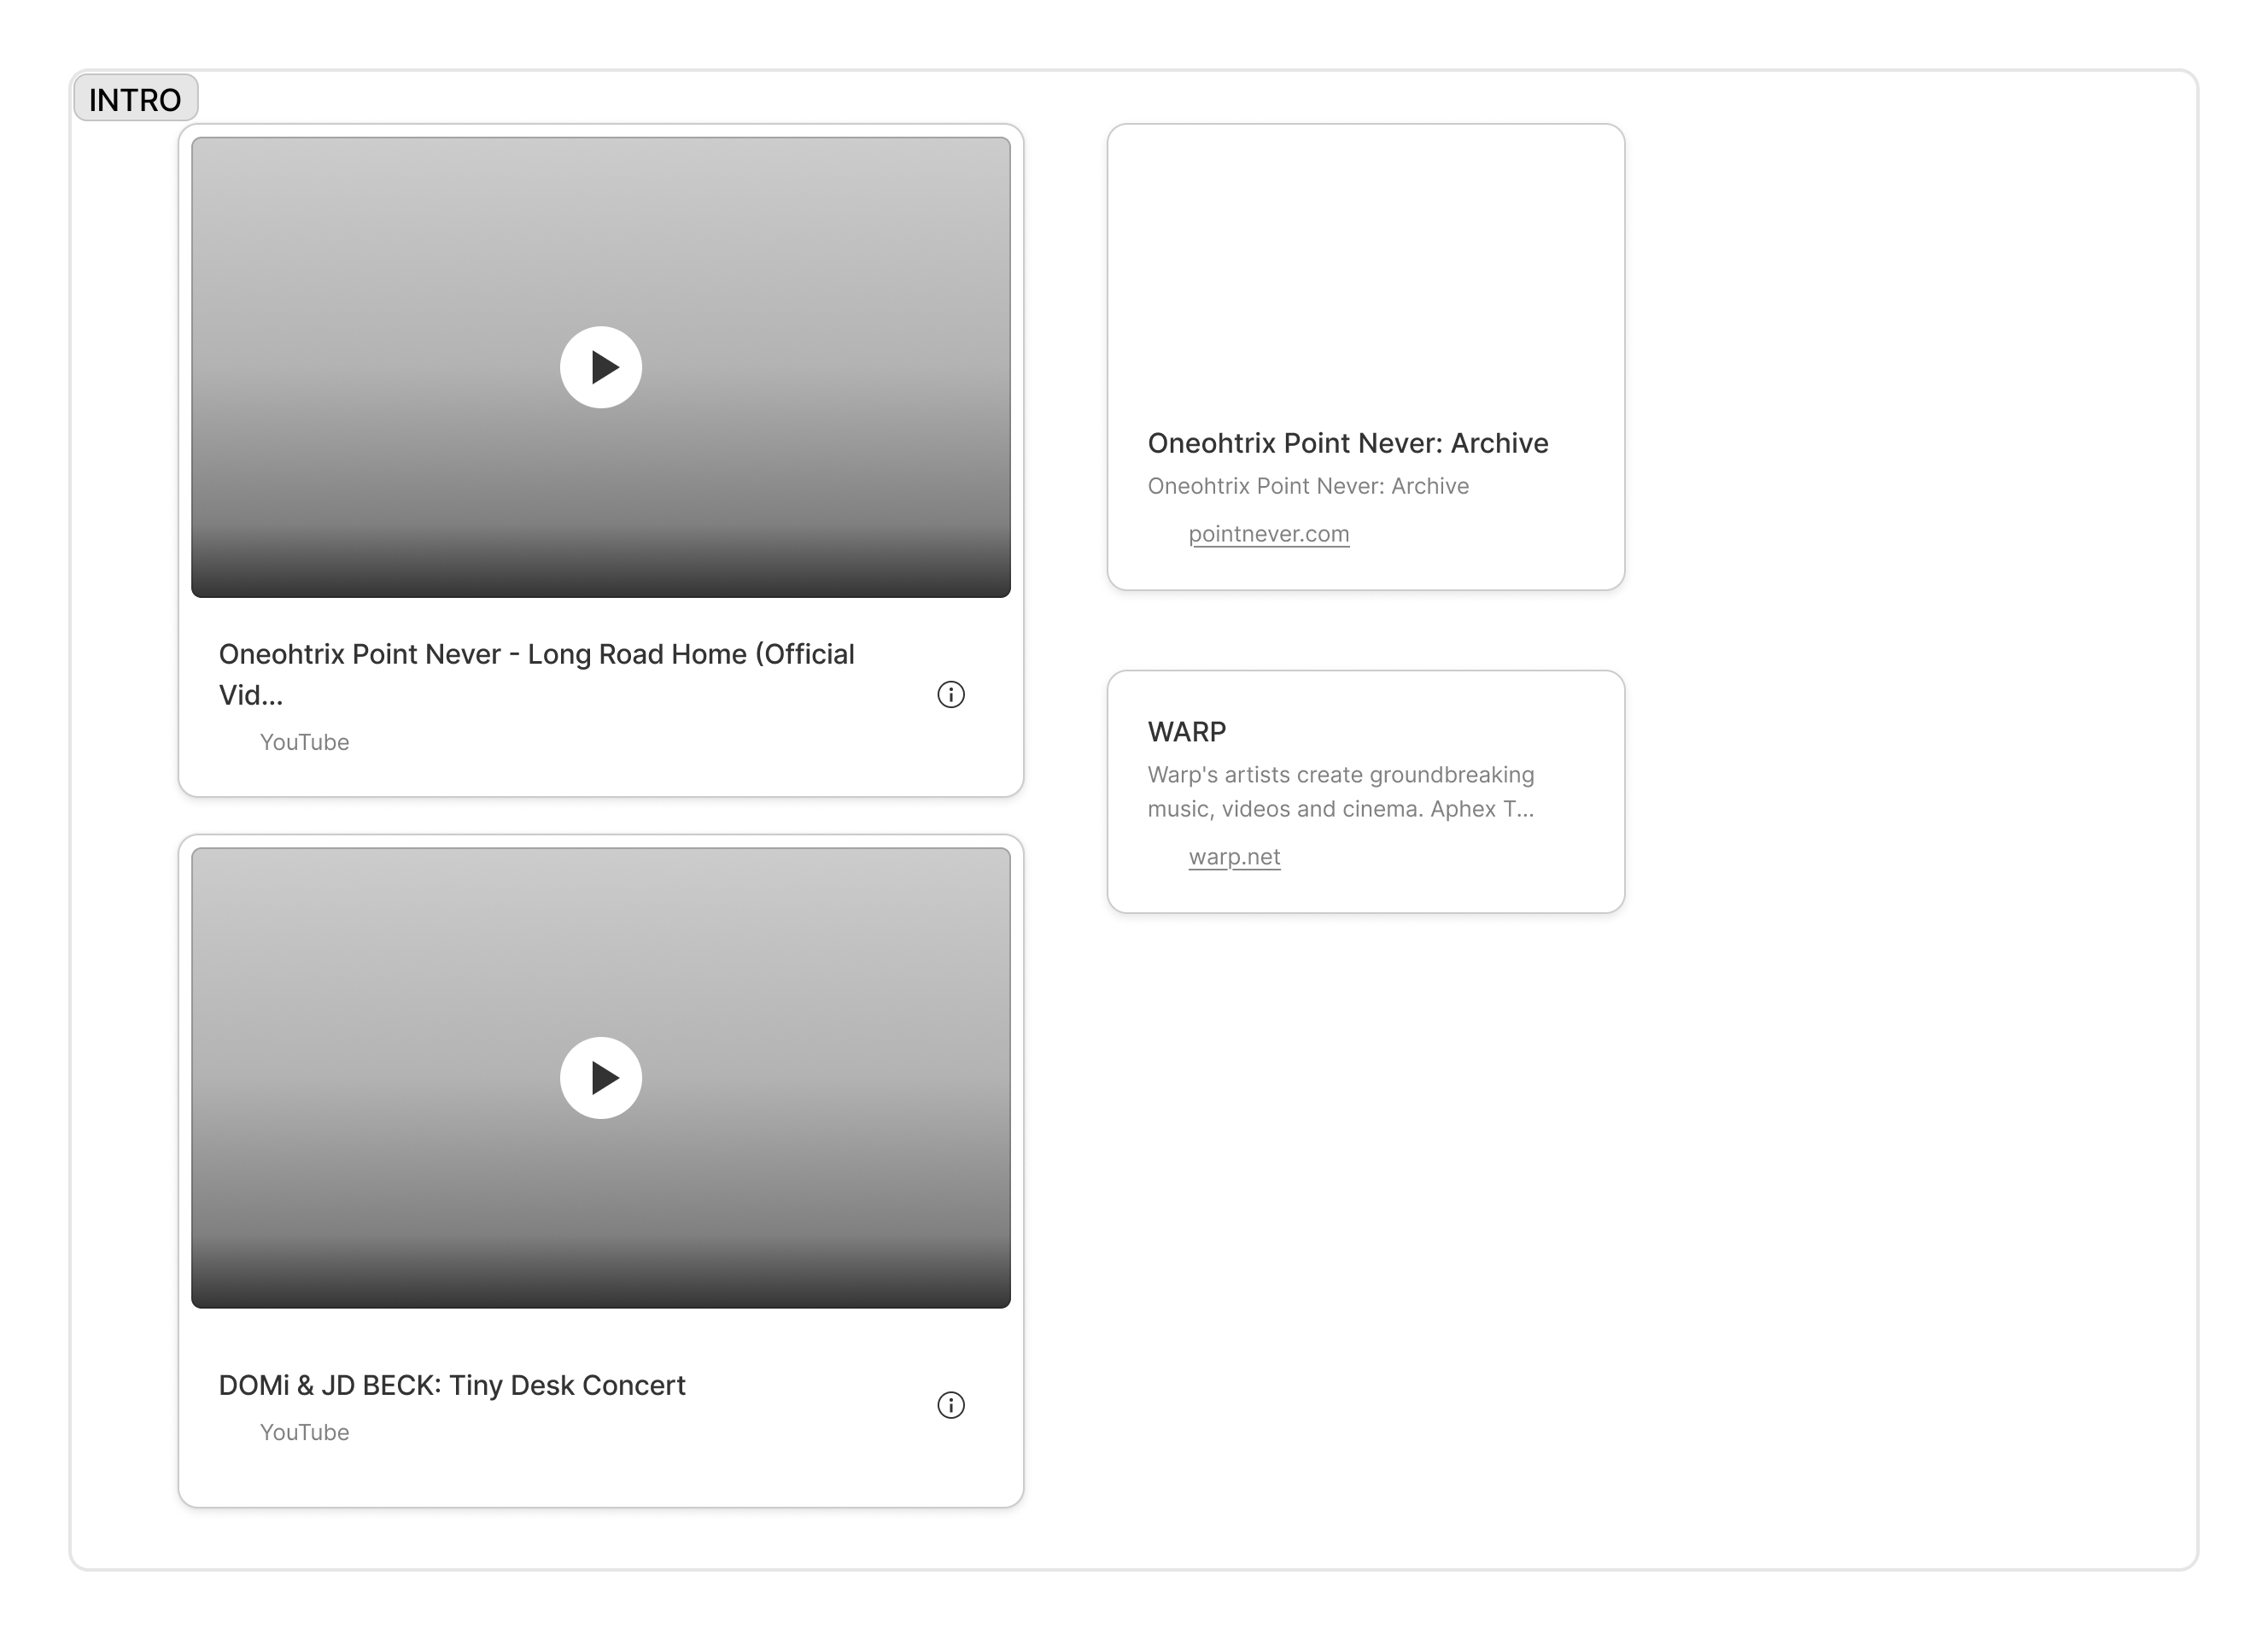 INTRO
Oneohtrix Point Never - Long Road Home (Official
Vid...
YouTube
DOMi & JD BECK: Tiny Desk Concert
YouTube
Oneohtrix Point Never: Archive
Oneohtrix Point Never: Archive
pointnever.com
WARP
Warp's artists create groundbreaking
music, videos and cinema. Aphex T...
warp.net